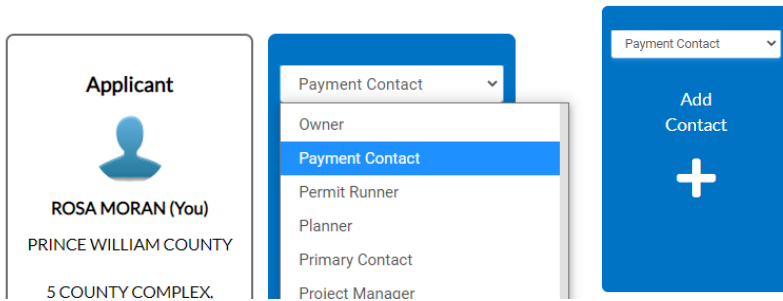 Applicant
ROSA MORAN (You)
PRINCE WILLIAM COUNTY
5 COUNTY COMPLEX,
Payment Contact
Owner
Payment Contact
Permit Runner
Planner
Primary Contact
Project Manager
Payment Contact
Add
Contact